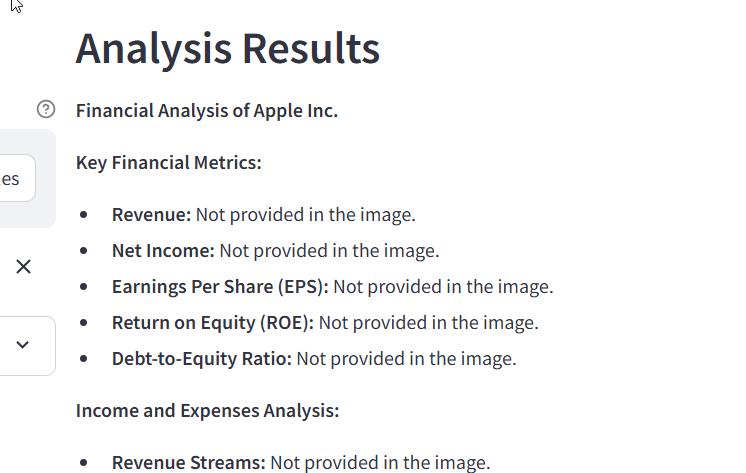 Analysis Results
Financial Analysis of Apple Inc.
Key Financial Metrics:
es
Revenue: Not provided in the image.
Net Income: Not provided in the image.
Earnings Per Share (EPS): Not provided in the image.
Return on Equity (ROE): Not provided in the image.
Debt-to-Equity Ratio: Not provided in the image.
Income and Expenses Analysis:
Revenue Streams: Not provided in the image.